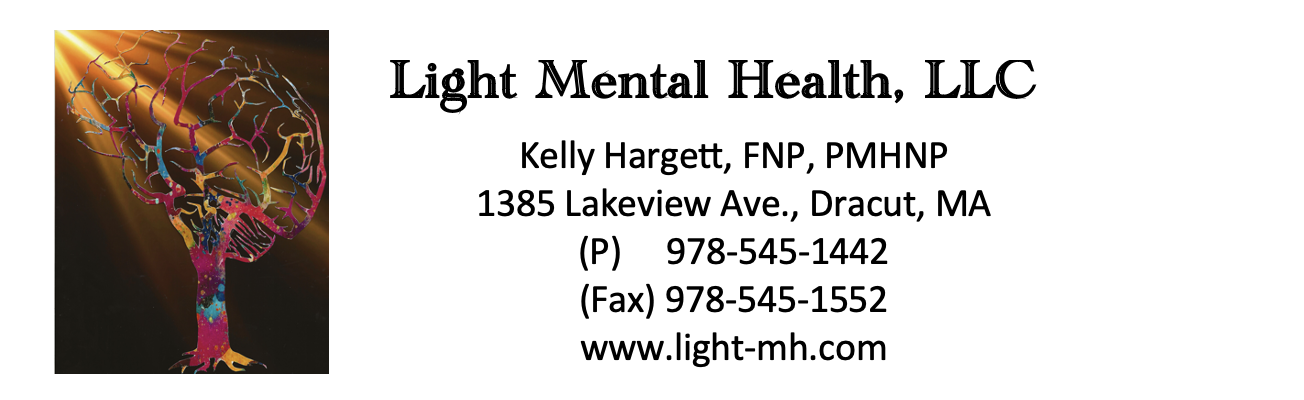 Light Mental Health, LLC
Kelly Hargett, FNP, PMHNP
1385 Lakeview Ave., Dracut, MA
(P) 978-545-1442
(Fax) 978-545-1552
www.light-mh.com